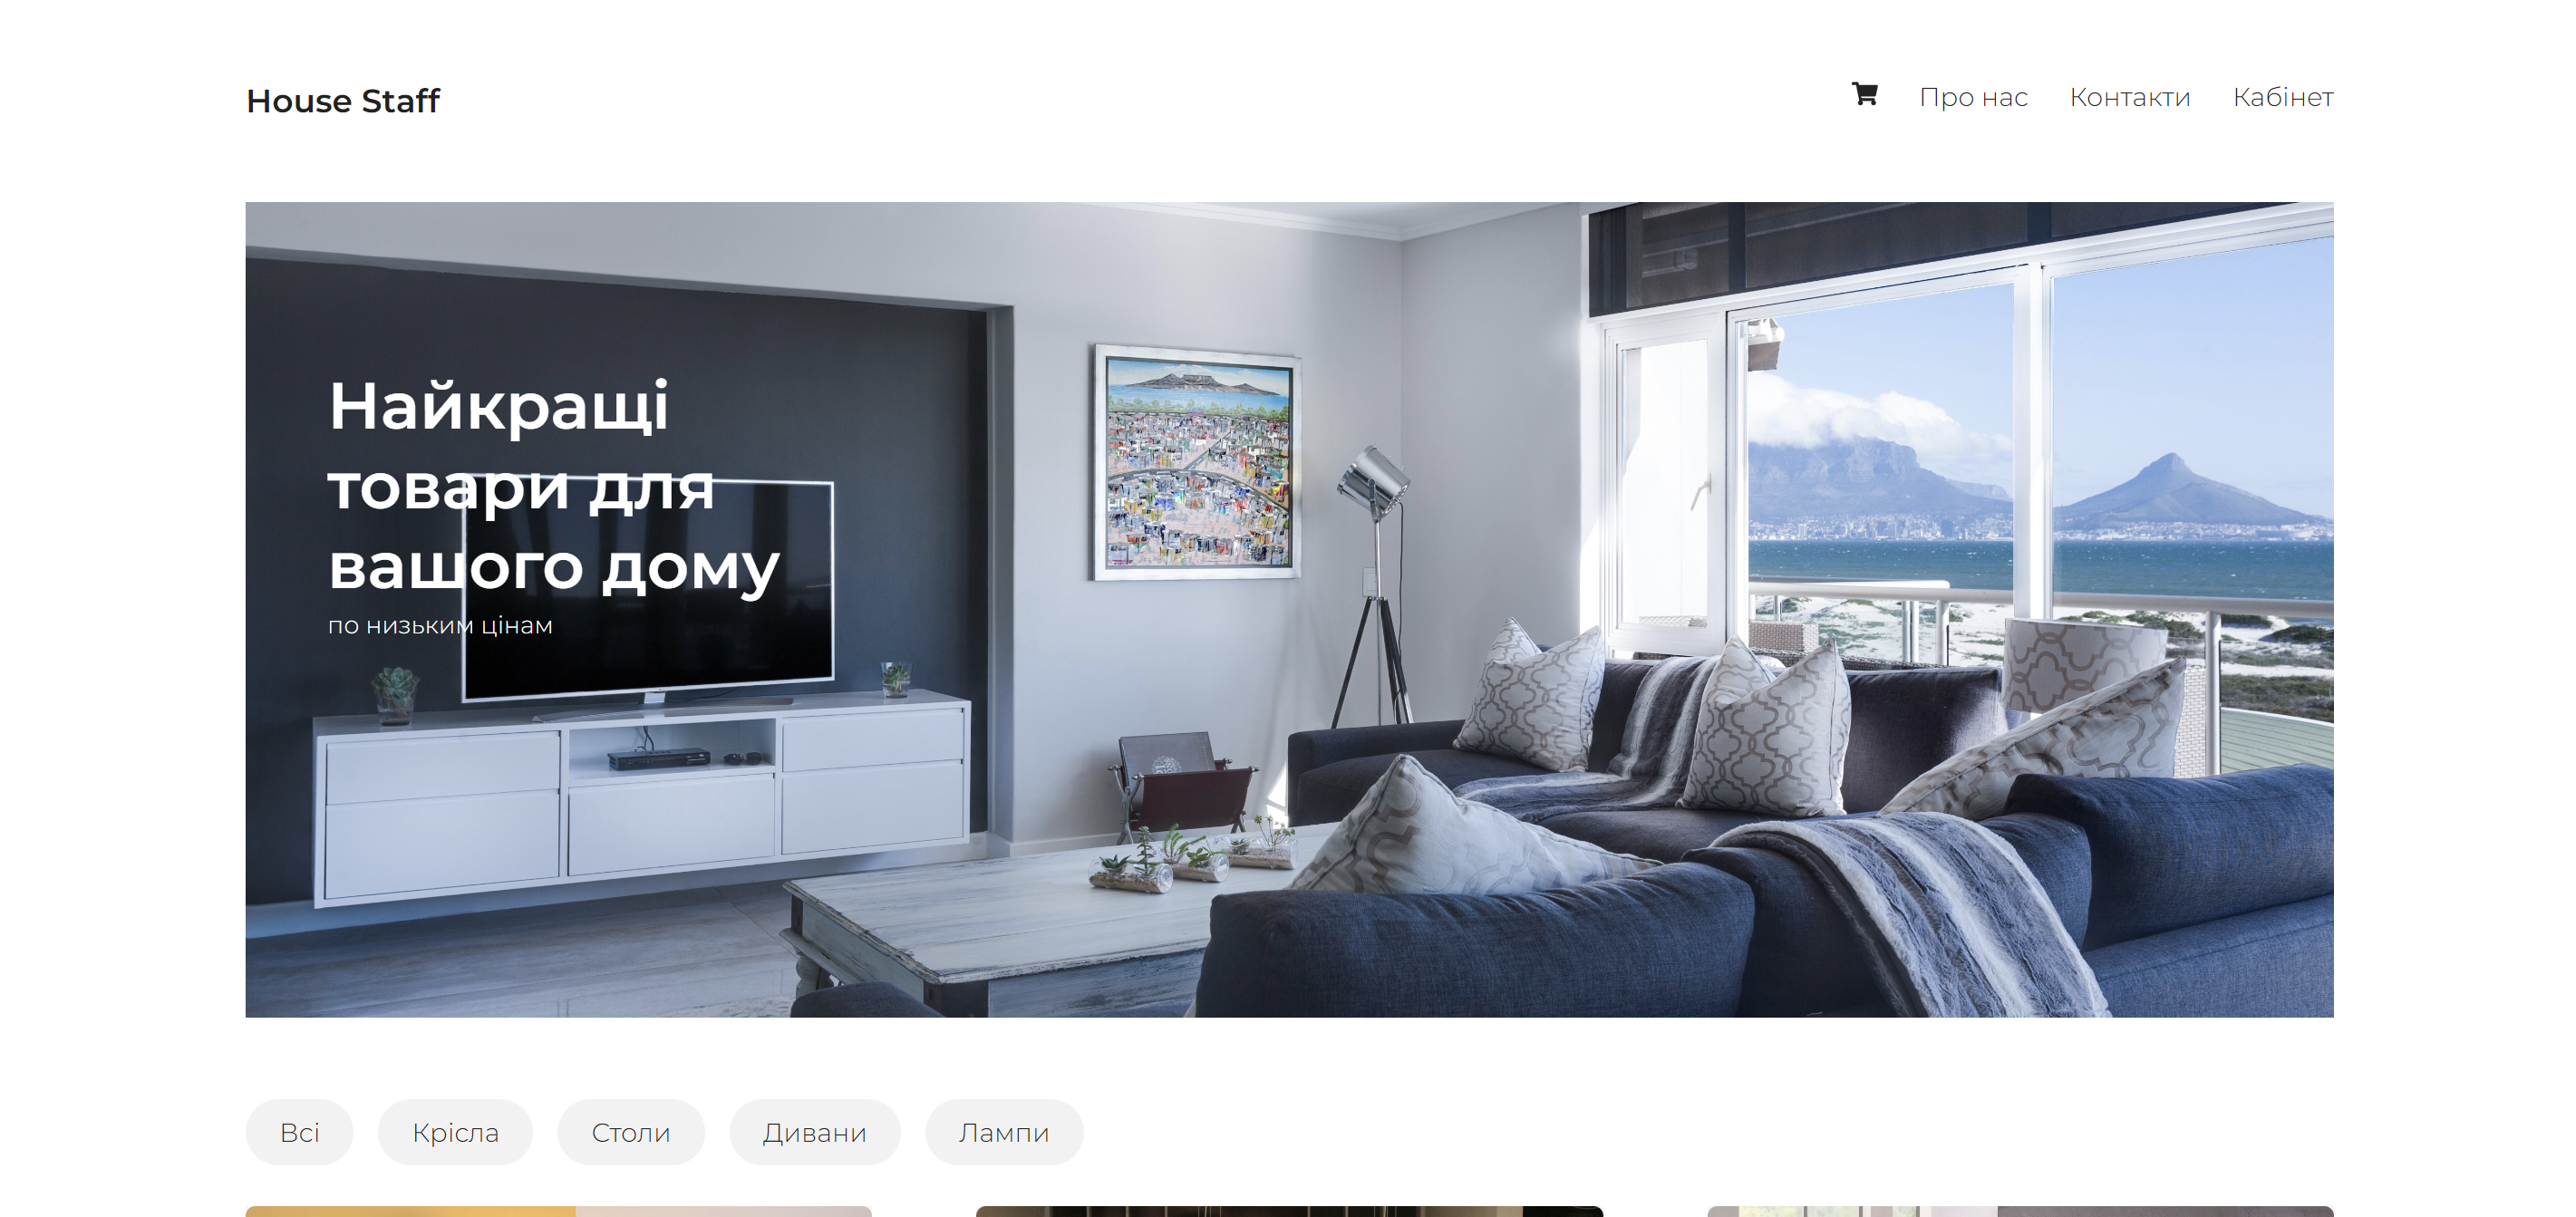 House Staff
Про нас
Контакти
Кабінет
Найкращі
товари для
вашого дому
по низьким цінам
Всі
Крісла
Столи
Дивани
Лампи